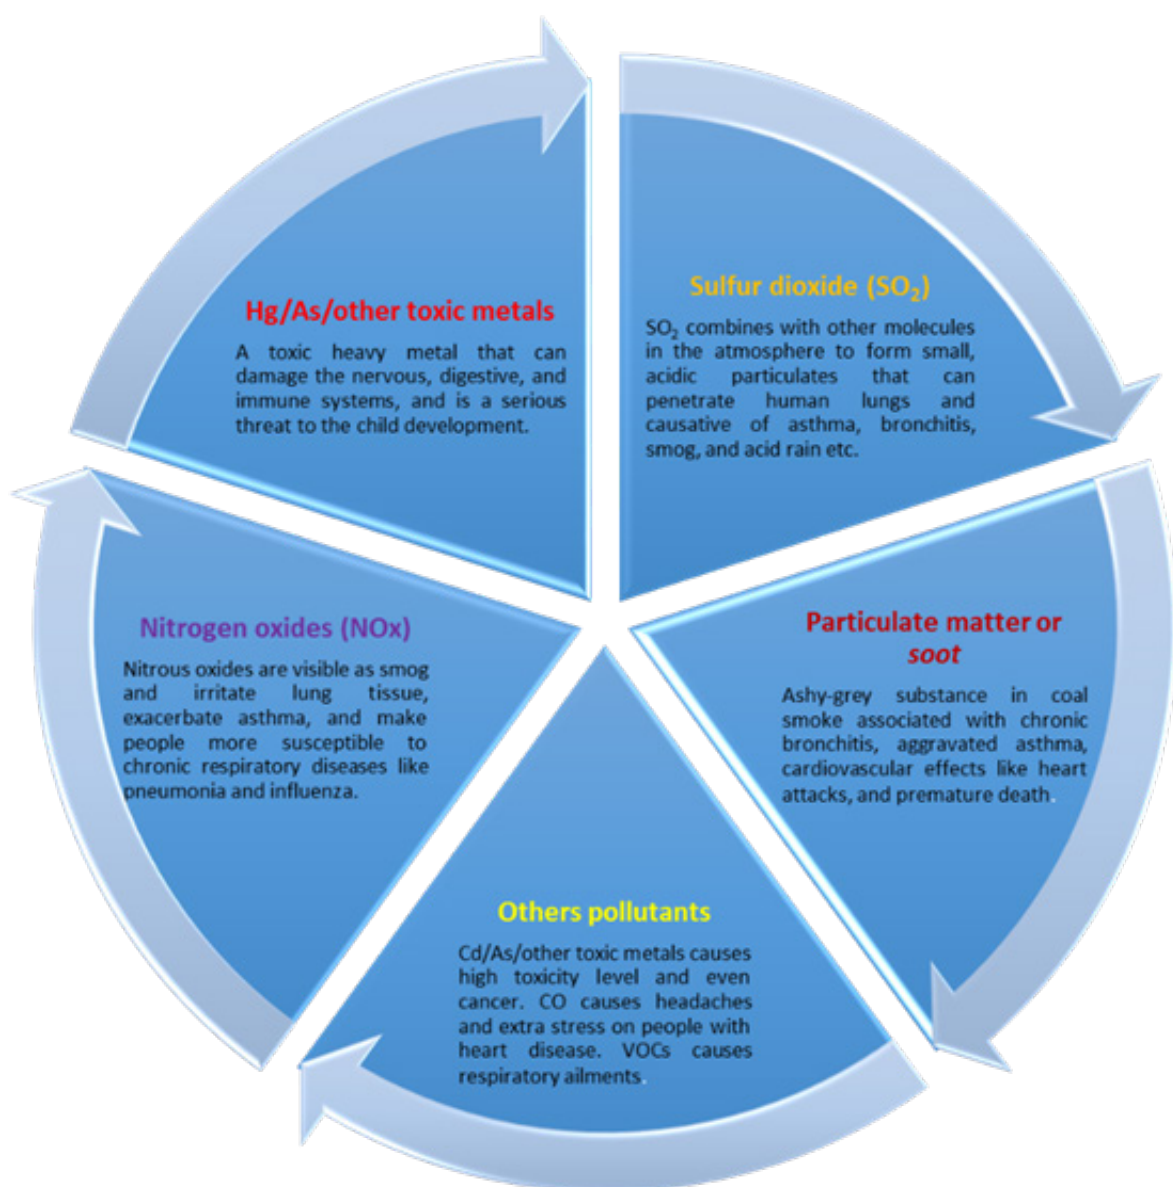 Sulfur dioxide (SO₂)
SO₂ combines with other molecules
in the atmosphere to form small,
acidic particulates that can
penetrate human lungs and
causative of asthma, bronchitis,
smog, and acid rain etc.
Particulate matter or
soot
Ashy-grey substance in coal
smoke associated with chronic
bronchitis, aggravated asthma,
cardiovascular effects like heart
attacks, and premature death.
Others pollutants
Cd/As/other toxic metals causes
high toxicity level and even
cancer. CO causes headaches
and extra stress on people with
heart disease. VOCs causes
respiratory ailments.
Nitrogen oxides (NOx)
Nitrous oxides are visible as smog
and irritate lung tissue,
exacerbate asthma, and make
people more susceptible to
chronic respiratory diseases like
pneumonia and influenza.
Hg/As/other toxic metals
A toxic heavy metal that can
damage the nervous, digestive, and
immune systems, and is a serious
threat to the child development.